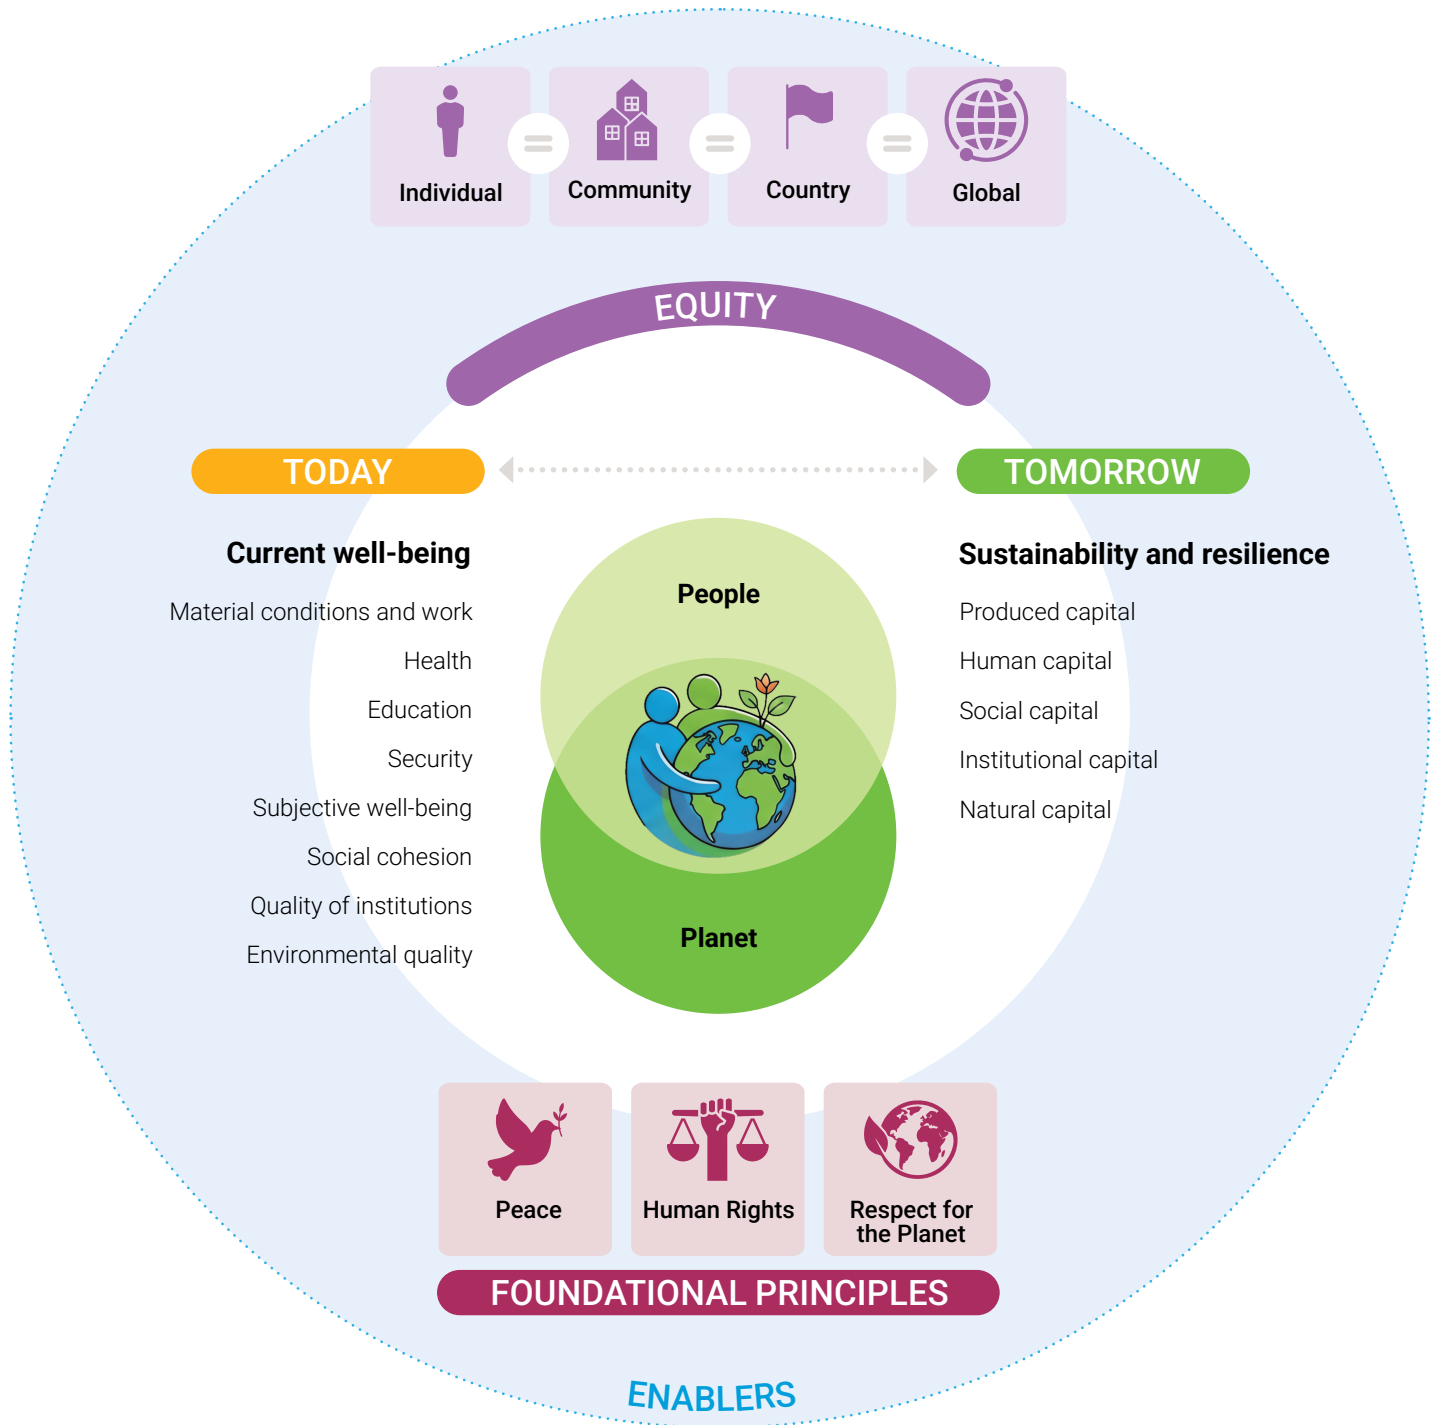 Individual
Community
Country
Global
EQUITY
TODAY
TOMORROW
Current well-being
Material conditions and work
Health
Education
Security
Subjective well-being
Social cohesion
Quality of institutions
Environmental quality
People
Planet
Sustainability and resilience
Produced capital
Human capital
Social capital
Institutional capital
Natural capital
Peace
Human Rights
Respect for
the Planet
FOUNDATIONAL PRINCIPLES
ENABLERS